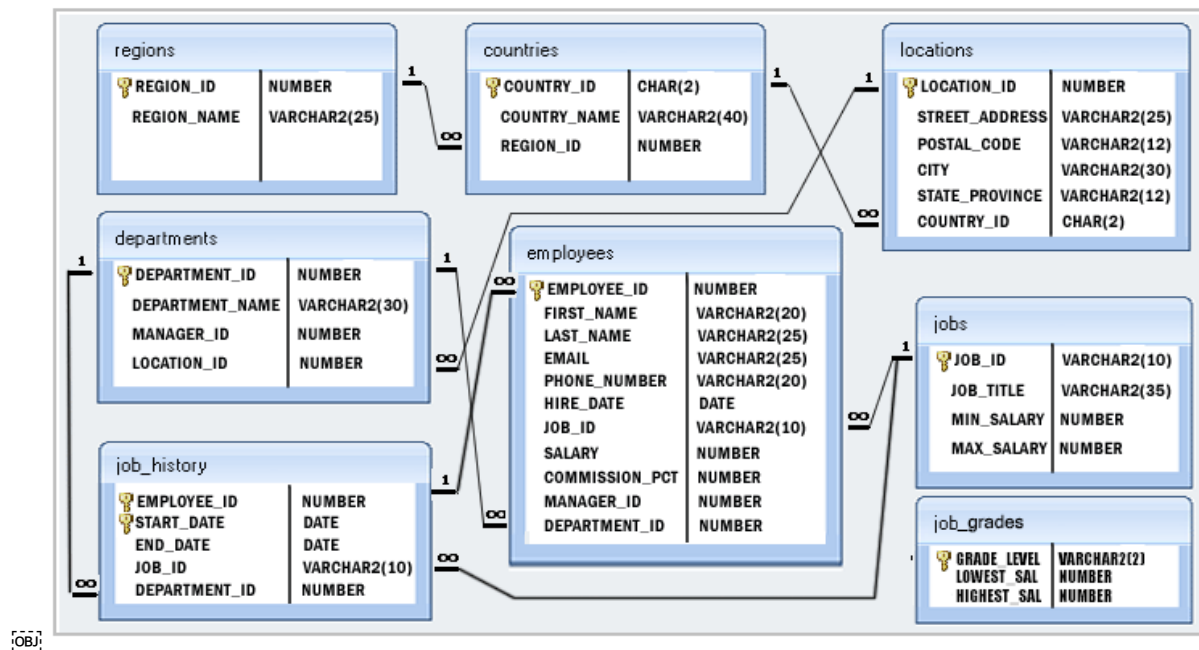 regions
REGION_ID NUMBER
REGION_NAME VARCHAR2(25)
1
∞
countries
COUNTRY_ID CHAR(2)
COUNTRY_NAME VARCHAR2(40)
REGION_ID NUMBER
1
∞
locations
LOCATION_ID NUMBER
STREET_ADDRESS VARCHAR2(25)
POSTAL_CODE VARCHAR2(12)
CITY VARCHAR2(30)
STATE_PROVINCE VARCHAR2(12)
COUNTRY_ID CHAR(2)
1
∞
departments
DEPARTMENT_ID NUMBER
DEPARTMENT_NAME VARCHAR2(30)
MANAGER_ID NUMBER
LOCATION_ID NUMBER
1
1
∞
employees
EMPLOYEE_ID NUMBER
FIRST_NAME VARCHAR2(20)
LAST_NAME VARCHAR2(25)
EMAIL VARCHAR2(25)
PHONE_NUMBER VARCHAR2(20)
HIRE_DATE DATE
JOB_ID VARCHAR2(10)
SALARY NUMBER
COMMISSION_PCT NUMBER
MANAGER_ID NUMBER
DEPARTMENT_ID NUMBER
∞
∞
jobs
JOB_ID VARCHAR2(10)
JOB_TITLE VARCHAR2(35)
MIN_SALARY NUMBER
MAX_SALARY NUMBER
1
job_history
EMPLOYEE_ID NUMBER
START_DATE DATE
END_DATE DATE
JOB_ID VARCHAR2(10)
DEPARTMENT_ID NUMBER
1
∞
∞
job_grades
GRADE_LEVEL VARCHAR2(2)
LOWEST_SAL NUMBER
HIGHEST_SAL NUMBER
OBJ